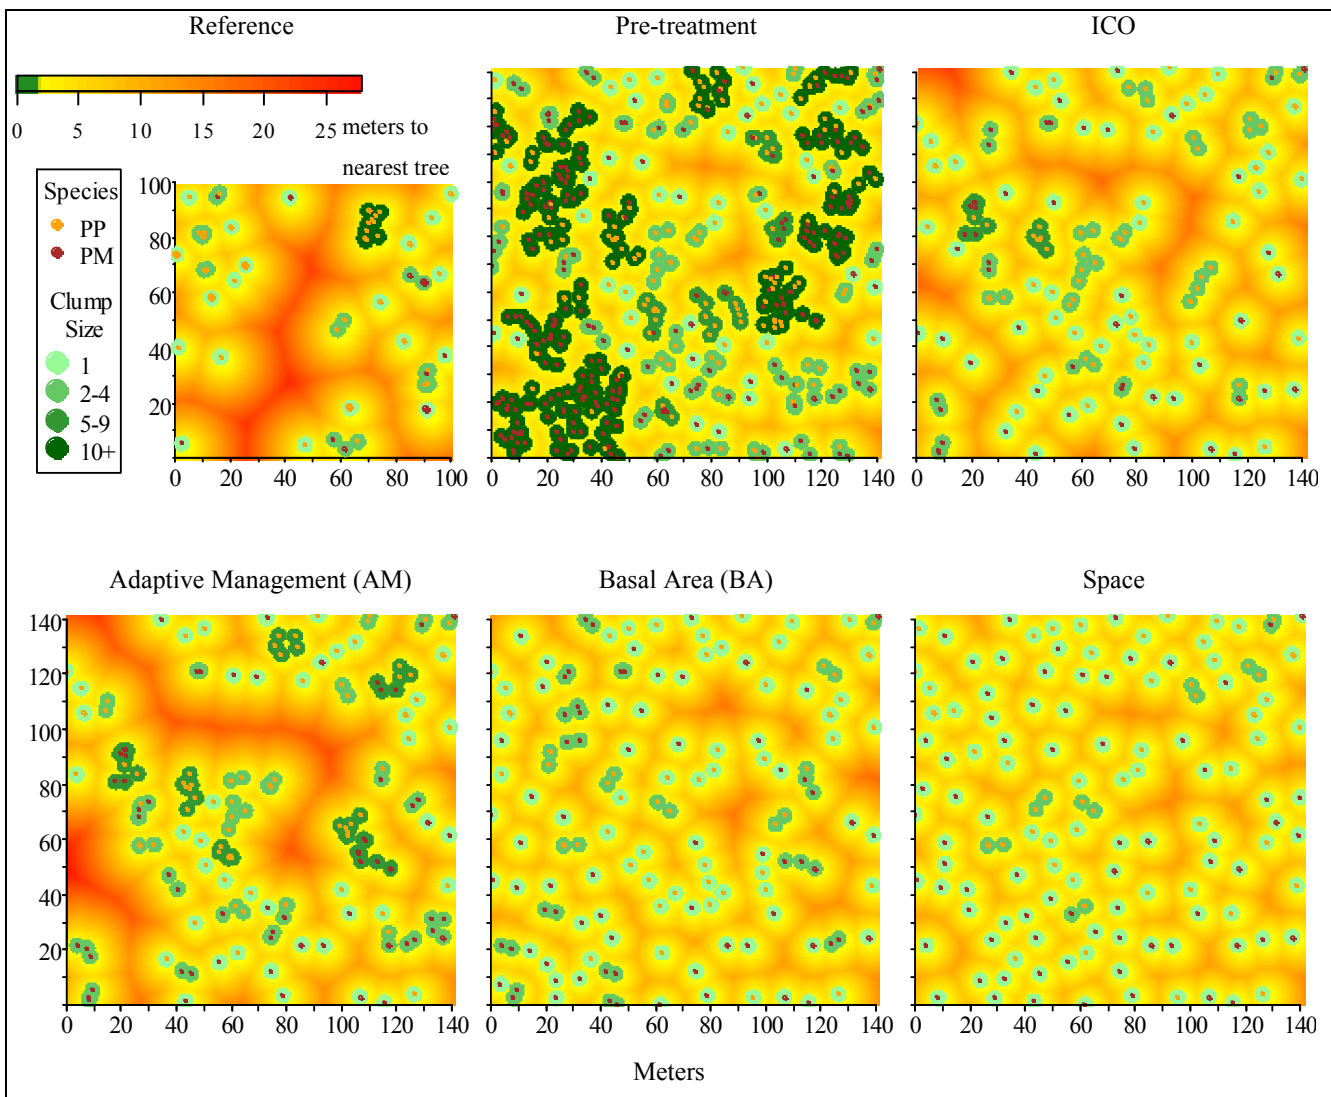 Reference
Pre-treatment
ICO
0 5 10 15 20 25 meters to
nearest tree
Species
PP
PM
Clump
Size
1
2-4
5-9
10+
100
80
60
40
20
0 20 40 60 80 100
0 20 40 60 80 100 120 140
0 20 40 60 80 100 120 140
Adaptive Management (AM)
Basal Area (BA)
Space
140
120
100
80
60
40
20
0 20 40 60 80 100 120 140
0 20 40 60 80 100 120 140
0 20 40 60 80 100 120 140
Meters